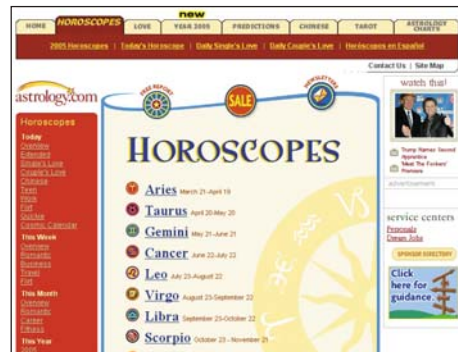 new
HOME HOROSCOPES LOVE YEAR 2005 PREDICTIONS CHINESE TAROT ASTROLOGY CHARTS
2005 Horoscopes | Today's Horoscope | Daily Single's Love | Daily Couple's Love | Horóscopos en Español
Contact Us | Site Map
astrology.com
FREE REPORT
SALE
NEWSLETTERS
watch this!
Horoscopes
Today
Overview
Extended
Single's Love
Couple's Love
Chinese
Teen
Work
Flirt
Quickie
Cosmic Calendar
This Week
Overview
Romantic
Business
Travel
Flirt
This Month
Overview
Romantic
Career
Fitness
This Year
2005
HOROSCOPES
Aries March 21-April 19
Taurus April 20-May 20
Gemini May 21-June 21
Cancer June 22-July 22
Leo July 23-August 22
Virgo August 23-September 22
Libra September 23-October 22
Scorpio October 23 - November 21
Trump Names Second
Apprentice
'Meet The Fockers'
Premiere
advertisement
service centers
Personals
Dream Jobs
SPONSOR DIRECTORY
Click
here for
guidance.